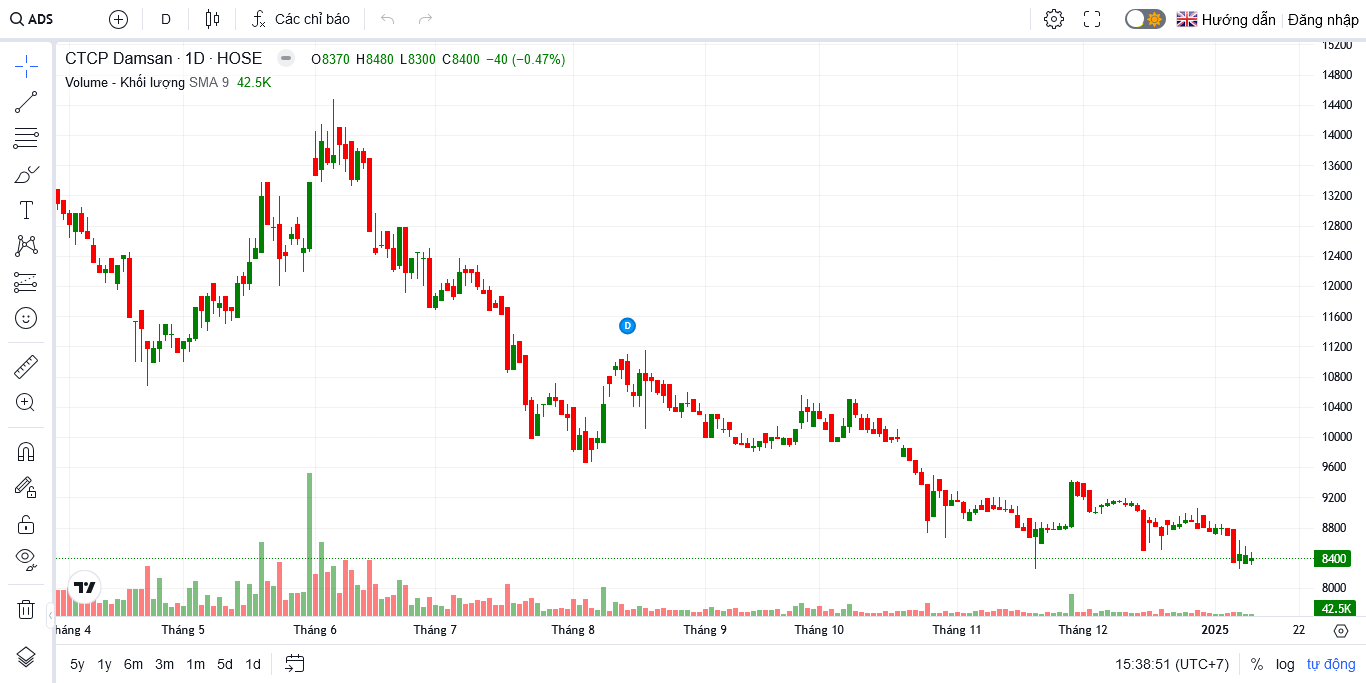 ADS D Các chỉ báo Hướng dẫn Đăng nhập
CTCP Damsan · 1D · HOSE O8370 H8480 L8300 C8400 −40 (−0.47%)
Volume - Khối lượng SMA 9 42.5K
15200
14800
14400
14000
13600
13200
12800
12400
12000
11600
D
11200
10800
10400
10000
9600
9200
8800
8400
8000
42.5K
háng 4 Tháng 5 Tháng 6 Tháng 7 Tháng 8 Tháng 9 Tháng 10 Tháng 11 Tháng 12 2025 22
5y 1y 6m 3m 1m 5d 1d 15:38:51 (UTC+7) % log tự động